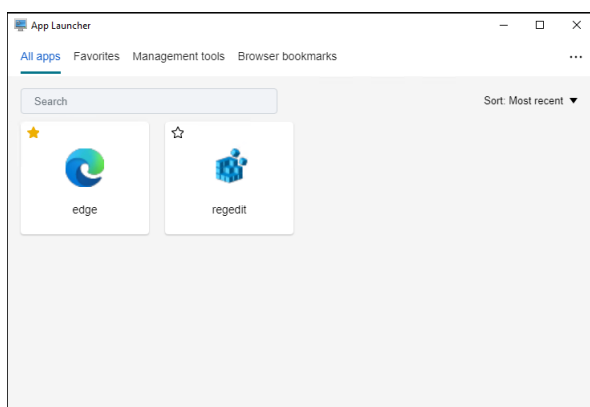 App Launcher
All apps Favorites Management tools Browser bookmarks
Search
Sort: Most recent
edge regedit